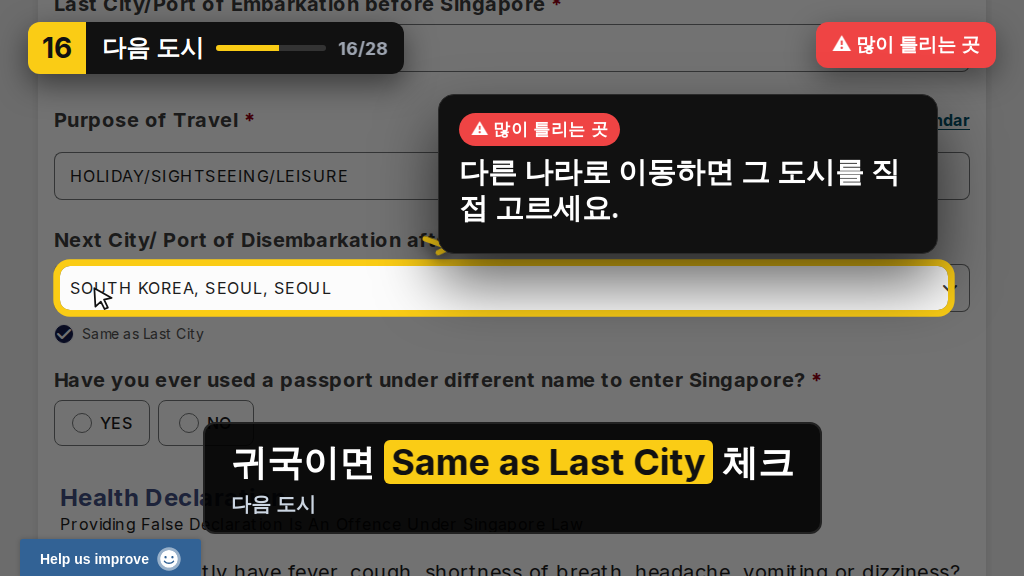 Last City/Port of Embarkation before Singapore *
16 다음 도시 16/28
많이 틀리는 곳
Purpose of Travel *
ndar
HOLIDAY/SIGHTSEEING/LEISURE
많이 틀리는 곳
다른 나라로 이동하면 그 도시를 직
접 고르세요.
Next City/ Port of Disembarkation aft
SOUTH KOREA, SEOUL, SEOUL
Same as Last City
Have you ever used a passport under different name to enter Singapore? *
YES
NO
귀국이면 Same as Last City 체크
다음 도시
Health Declaration
Providing False Declaration Is An Offence Under Singapore Law
Help us improve
tly have fever, cough, shortness of breath, headache, vomiting or dizziness?